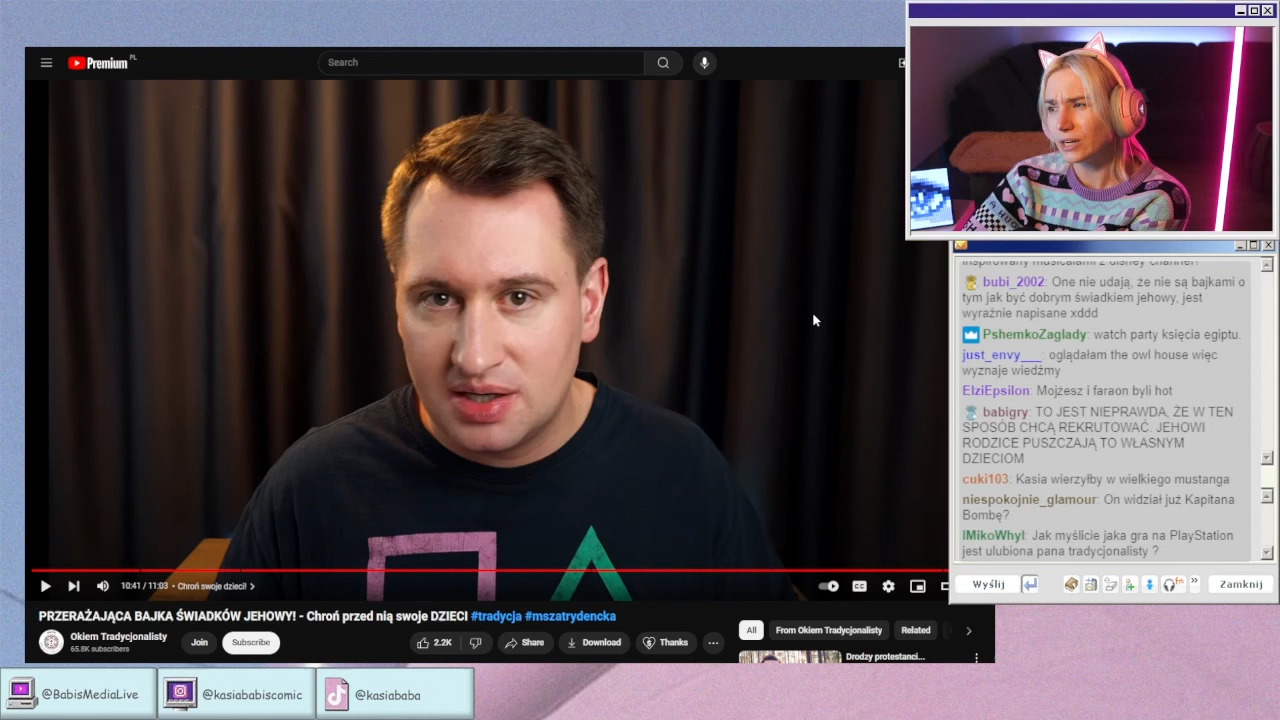 Premium PL
Search
10:41 / 11:03 • Chroń swoje dzieci! >
PRZERAŻAJĄCA BAJKA ŚWIADKÓW JEHOWY! - Chroń przed nią swoje DZIECI #tradycja #mszatrydencka
Okiem Tradycjonalisty
65.8K subscribers
Join
Subscribe
2.2K
Share
Download
Thanks
All
From Okiem Tradycjonalisty
Related
Drodzy protestanci...
inspirowany musicalami z disney channel?
bubi_2002: One nie udają, że nie są bajkami o
tym jak być dobrym świadkiem jehowy, jest
wyraźnie napisane xddd
PshemkoZaglady: watch party księcia egiptu.
just_envy___: oglądałam the owl house więc
wyznaje wiedźmy
ElziEpsilon: Mojżesz i faraon byli hot
babigry: TO JEST NIEPRAWDA, ŻE W TEN
SPOSÓB CHCĄ REKRUTOWAĆ. JEHOWI
RODZICE PUSZCZAJĄ TO WŁASNYM
DZIECIOM
cuki103: Kasia wierzyłby w wielkiego mustanga
niespokojnie_glamour: On widział już Kapitana
Bombę?
IMikoWhyI: Jak myślicie jaka gra na PlayStation
jest ulubiona pana tradycjonalisty ?
Wyślij
fn
Zamknij
@BabisMediaLive
@kasiababiscomic
@kasiababa